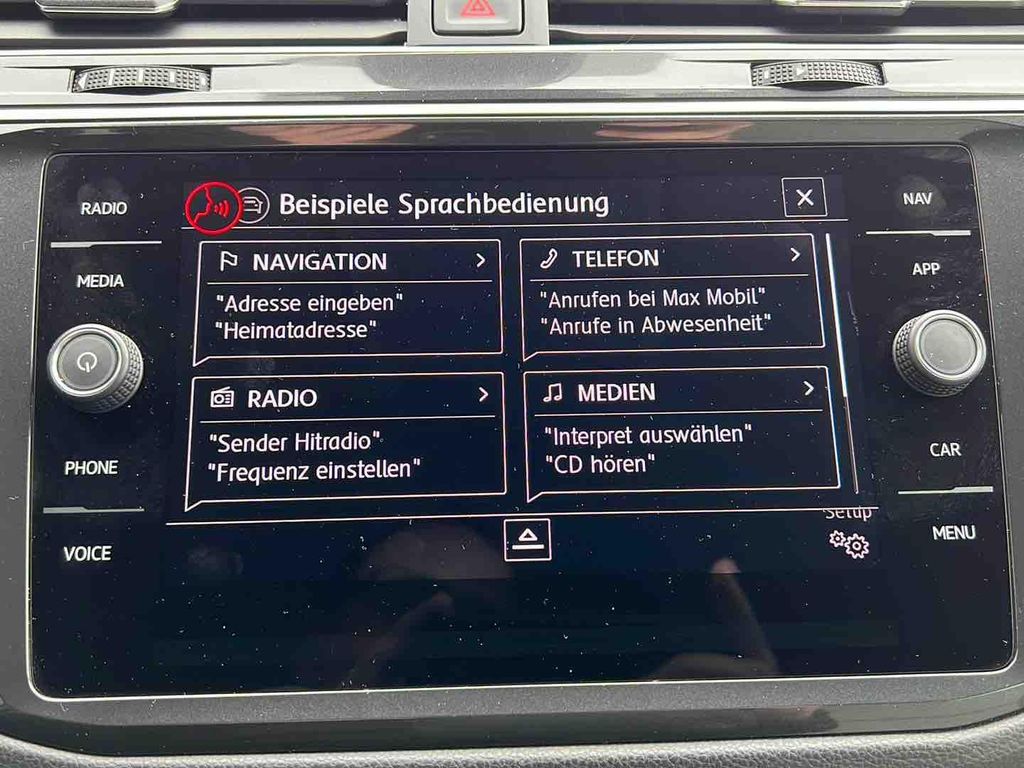 RADIO
MEDIA
PHONE
VOICE
Beispiele Sprachbedienung
NAVIGATION
"Adresse eingeben"
"Heimatadresse"
TELEFON
"Anrufen bei Max Mobil"
"Anrufe in Abwesenheit"
RADIO
"Sender Hitradio"
"Frequenz einstellen"
MEDIEN
"Interpret auswählen"
"CD hören"
Setup
NAV
APP
CAR
MENU